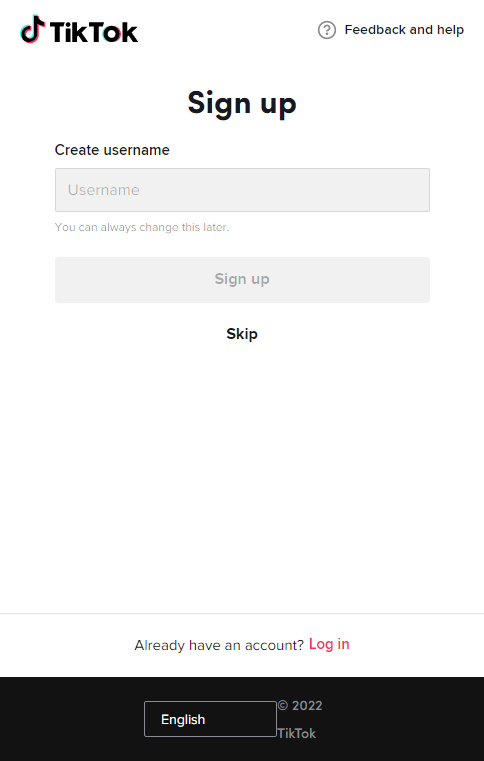 TikTok
Feedback and help
Sign up
Create username
Username
You can always change this later.
Sign up
Skip
Already have an account? Log in
English
© 2022
TikTok